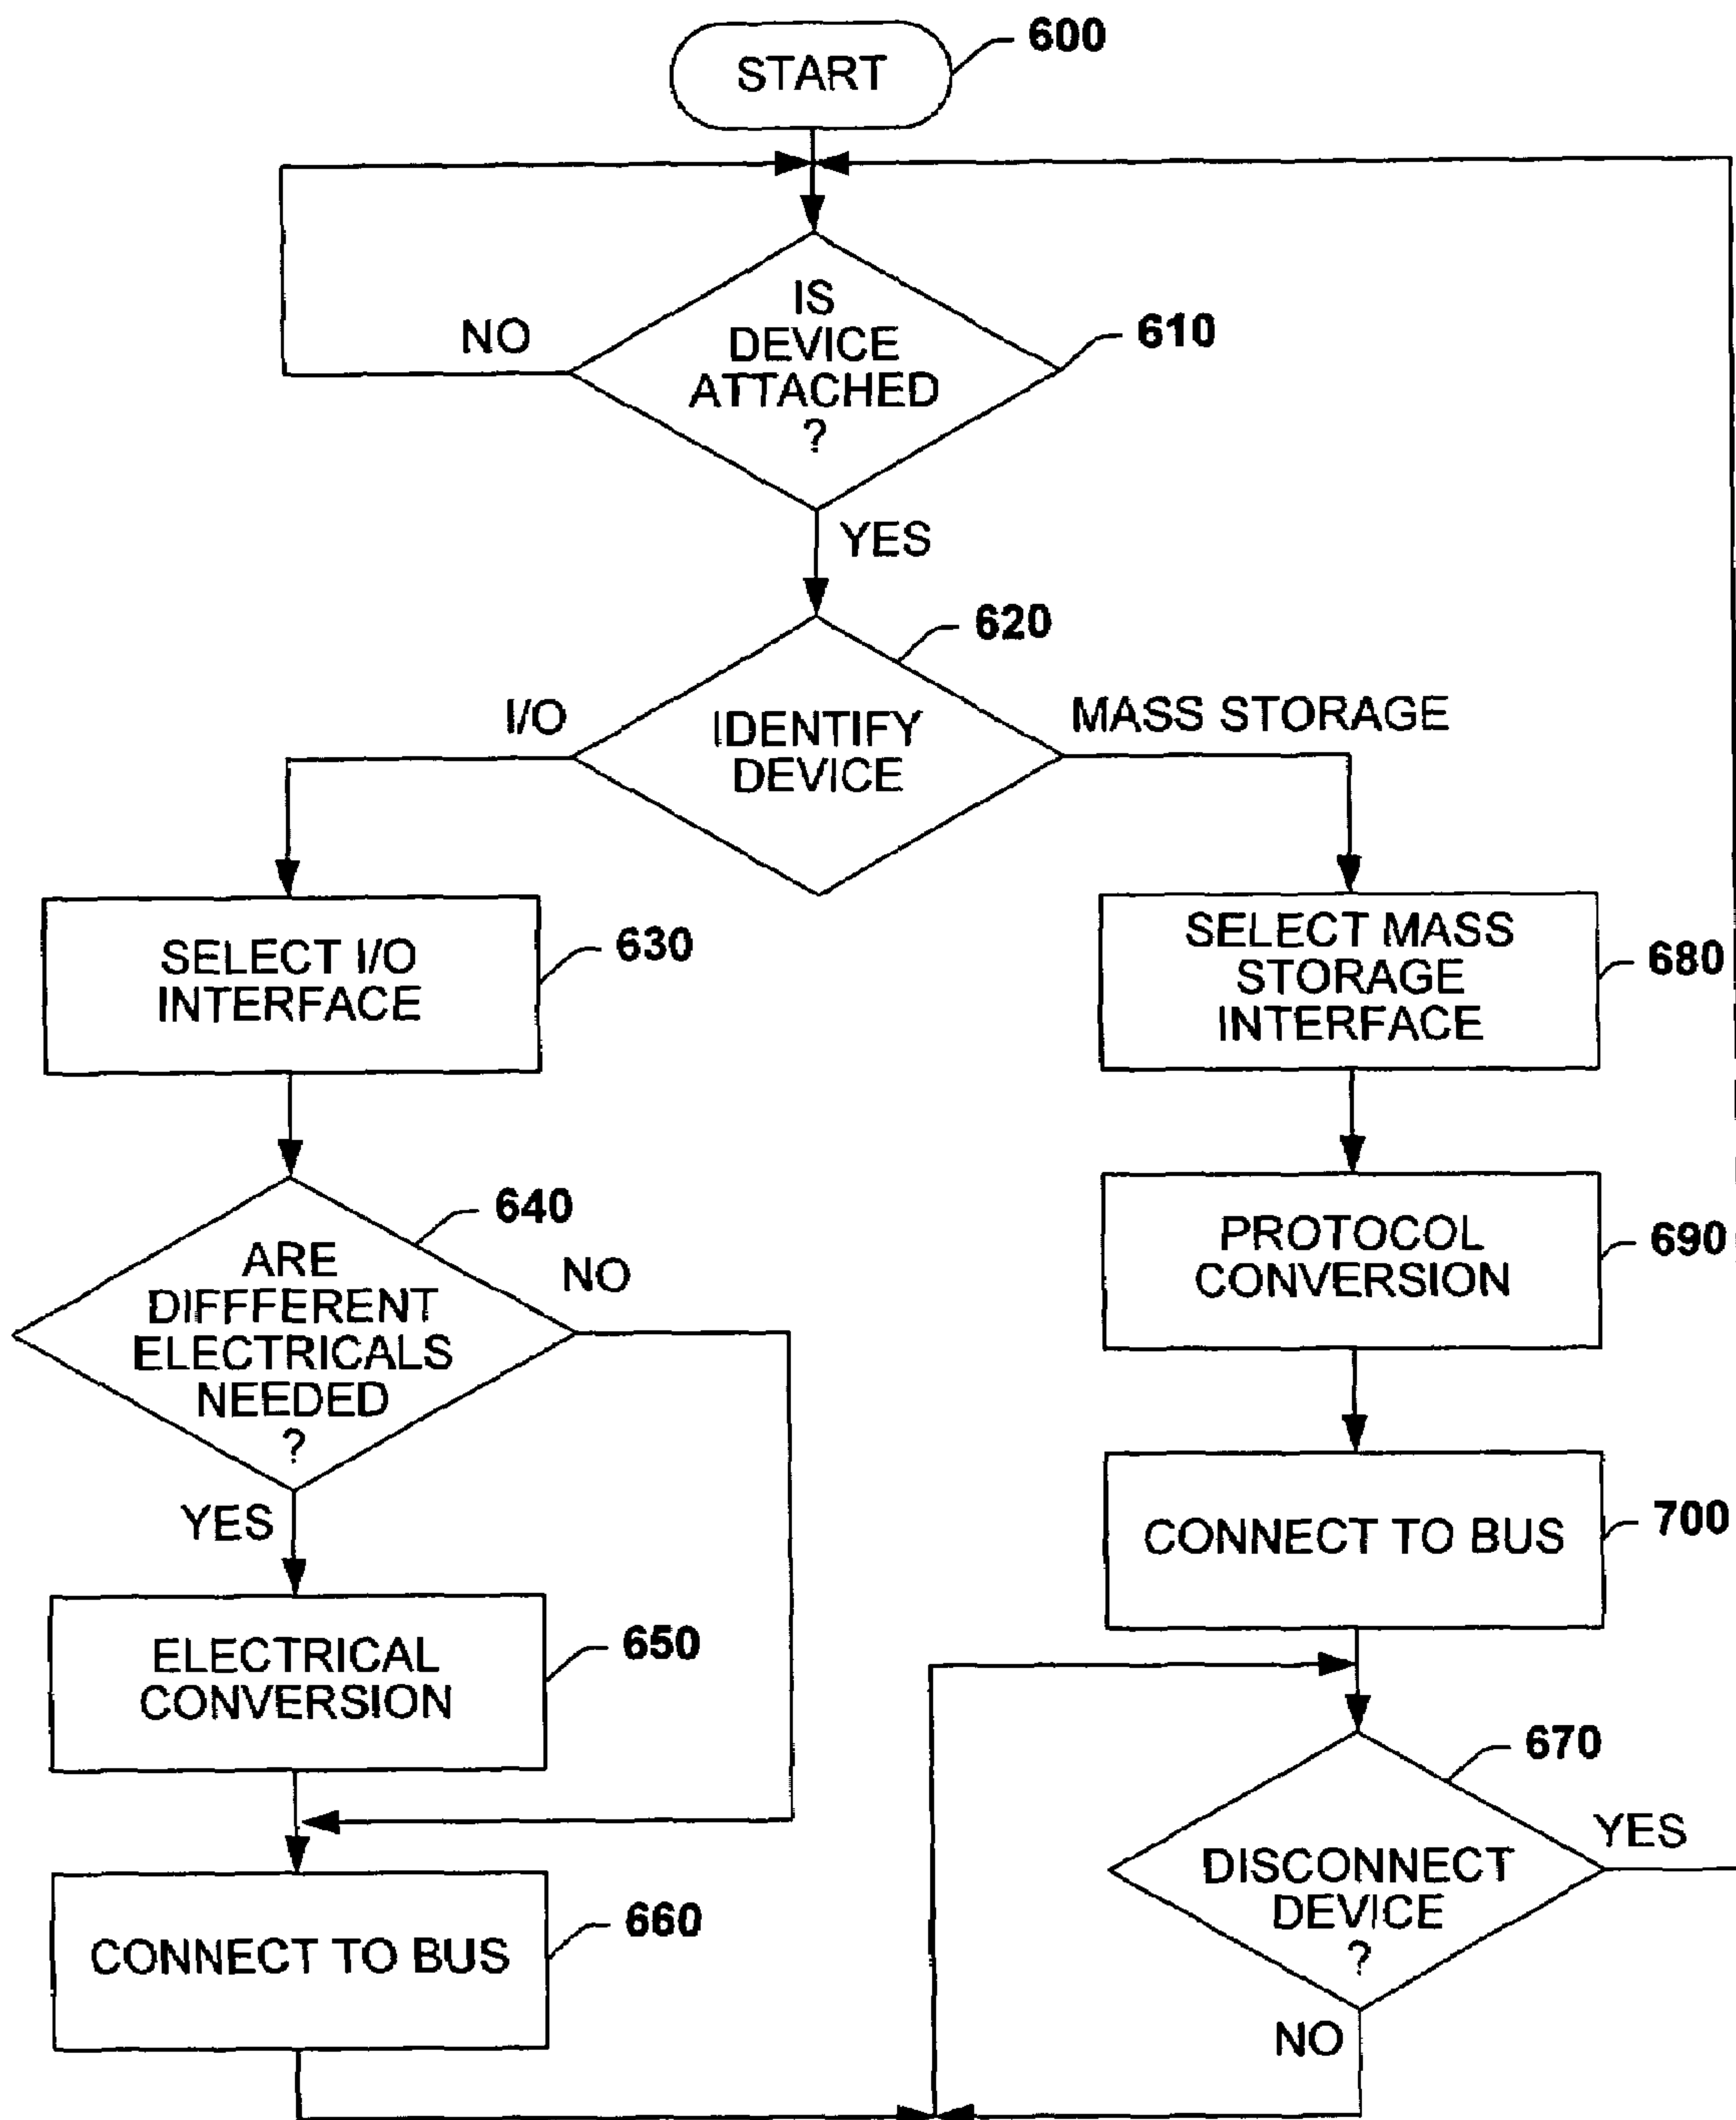 600
START
IS
DEVICE
ATTACHED
?
610
NO
YES
620
I/O
IDENTIFY
DEVICE
MASS STORAGE
SELECT I/O
INTERFACE
630
SELECT MASS
STORAGE
INTERFACE
680
640
ARE
DIFFFERENT
ELECTRICALS
NEEDED
?
NO
YES
PROTOCOL
CONVERSION
690
CONNECT TO BUS
700
ELECTRICAL
CONVERSION
650
670
DISCONNECT
DEVICE
?
YES
NO
CONNECT TO BUS
660